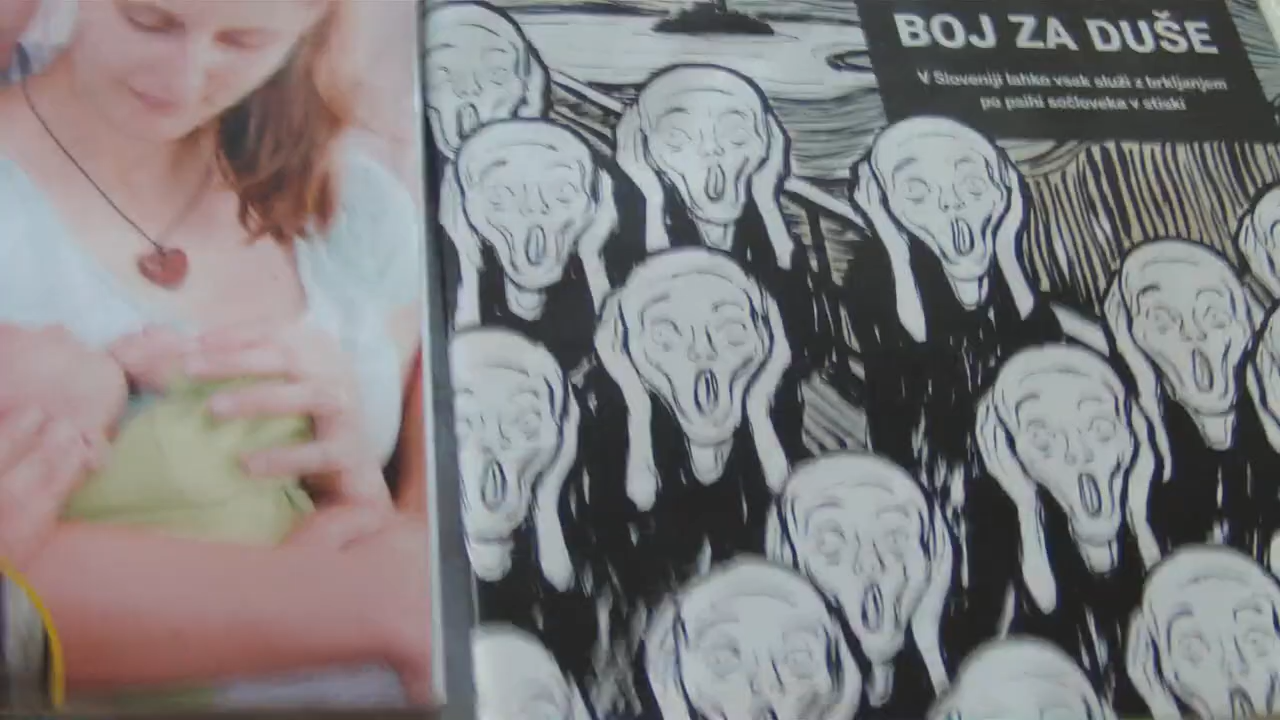 BOJ ZA DUŠE
V Sloveniji lahko vsak služi z brkljanjem
po psihi sočloveka v stiski